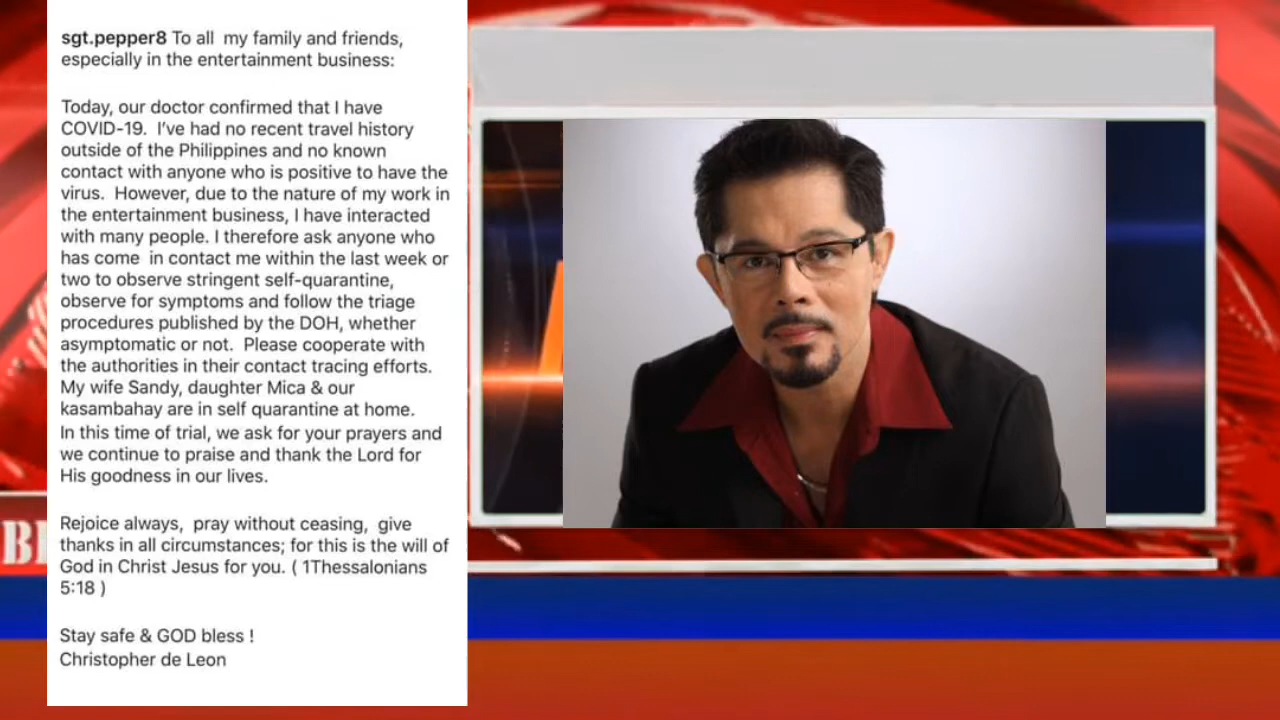 sgt.pepper8 To all my family and friends,
especially in the entertainment business:
Today, our doctor confirmed that I have
COVID-19. I've had no recent travel history
outside of the Philippines and no known
contact with anyone who is positive to have the
virus. However, due to the nature of my work in
the entertainment business, I have interacted
with many people. I therefore ask anyone who
has come in contact me within the last week or
two to observe stringent self-quarantine,
observe for symptoms and follow the triage
procedures published by the DOH, whether
asymptomatic or not. Please cooperate with
the authorities in their contact tracing efforts.
My wife Sandy, daughter Mica & our
kasambahay are in self quarantine at home.
In this time of trial, we ask for your prayers and
we continue to praise and thank the Lord for
His goodness in our lives.
Rejoice always, pray without ceasing, give
thanks in all circumstances; for this is the will of
God in Christ Jesus for you. ( 1Thessalonians
5:18 )
Stay safe & GOD bless !
Christopher de Leon